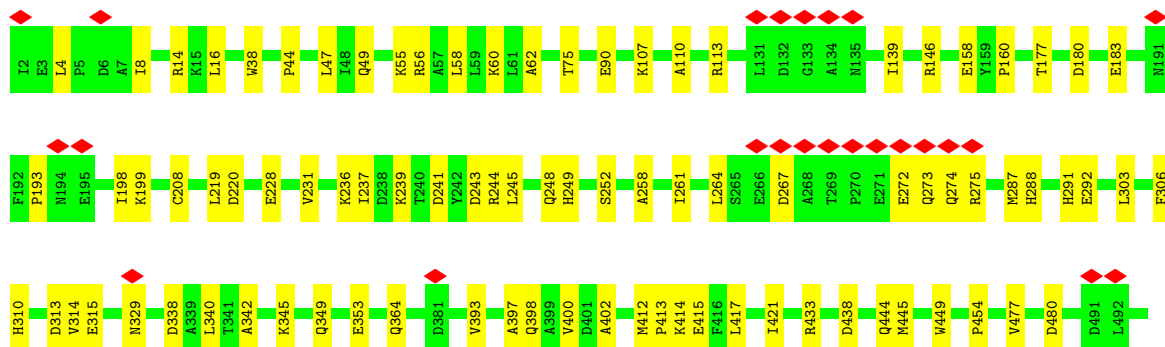 I2 E3 L4 P5 D6 A7 I8 R14 K15 L16 W38 P44 L47 I48 Q49 K55 R56 A57 L58 L59 K60 L61 A62 T75 E90 K107 A110 R113 L131 D132 G133 A134 N135 I139 R146 E158 Y159 P160 T177 D180 E183 N191
F192 P193 N194 E195 I198 K199 C208 L219 D220 E228 V231 K236 I237 D238 K239 T240 D241 Y242 D243 R244 L245 Q248 H249 S252 A258 I261 L264 S265 E266 D267 A268 T269 P270 E271 E272 Q273 Q274 R275 M287 H288 H291 E292 L303 F306
H310 D313 V314 E315 N329 D338 A339 L340 T341 A342 K345 Q349 E353 Q364 D381 V393 A397 Q398 A399 V400 D401 A402 M412 P413 K414 E415 F416 L417 I421 R433 D438 Q444 M445 W449 P454 V477 D480 D491 L492